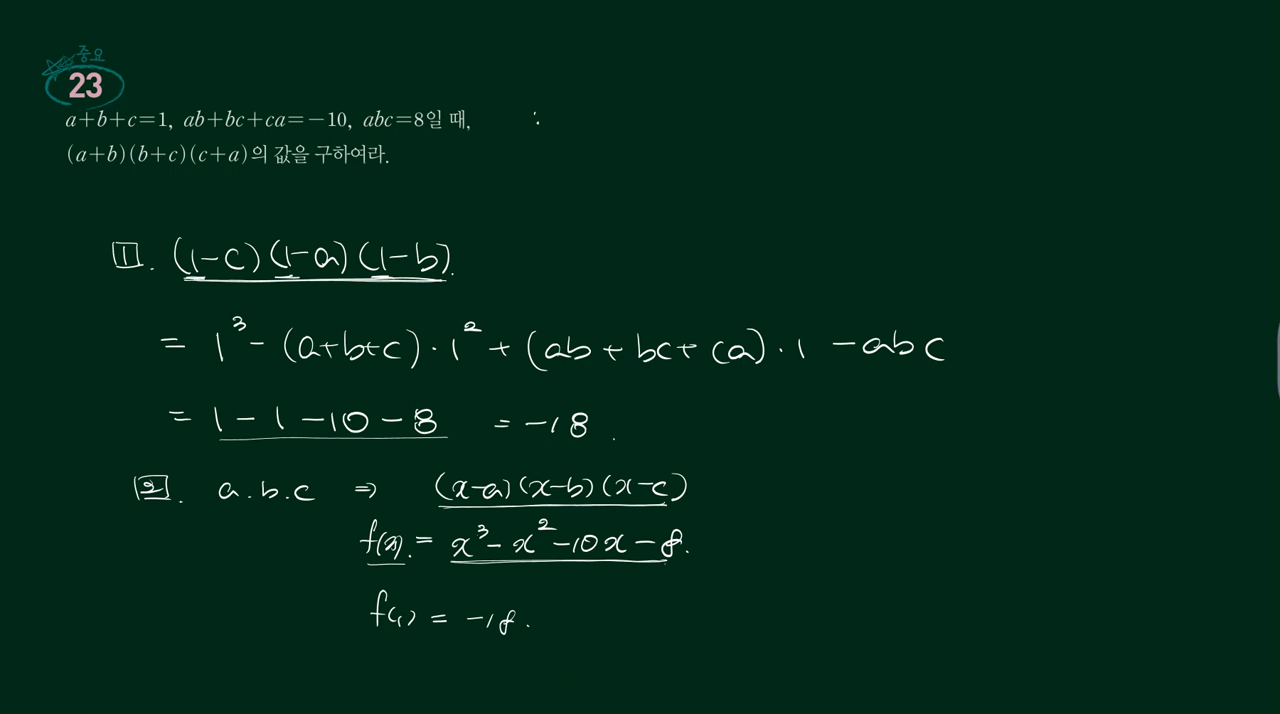 중요
23
a+b+c=1, ab+bc+ca=-10, abc=8일 때,
(a+b)(b+c)(c+a)의 값을 구하여라.
1. (1-c)(1-a)(1-b).
= 1³-(a+b+c)·1²+(ab+bc+ca)·1-abc
= 1-1-10-8 = -18.
2. a.b.c ⇒ (x-a)(x-b)(x-c)
f(x).= x³-x²-10x-8.
f(1) = -18.